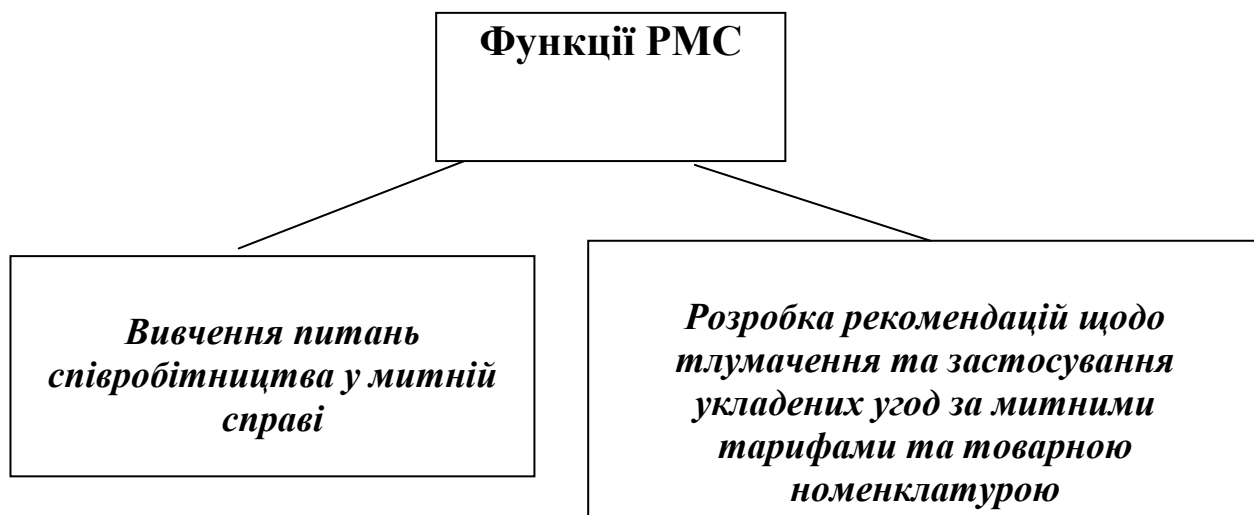 Функції РМС
Вивчення питань
співробітництва у митній
справі
Розробка рекомендацій щодо
тлумачення та застосування
укладених угод за митними
тарифами та товарною
номенклатурою